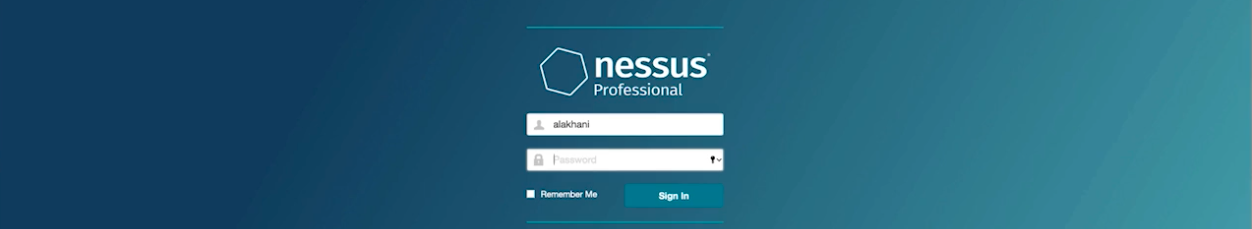 nessus
Professional
alakhani
Password
Remember Me
Sign In